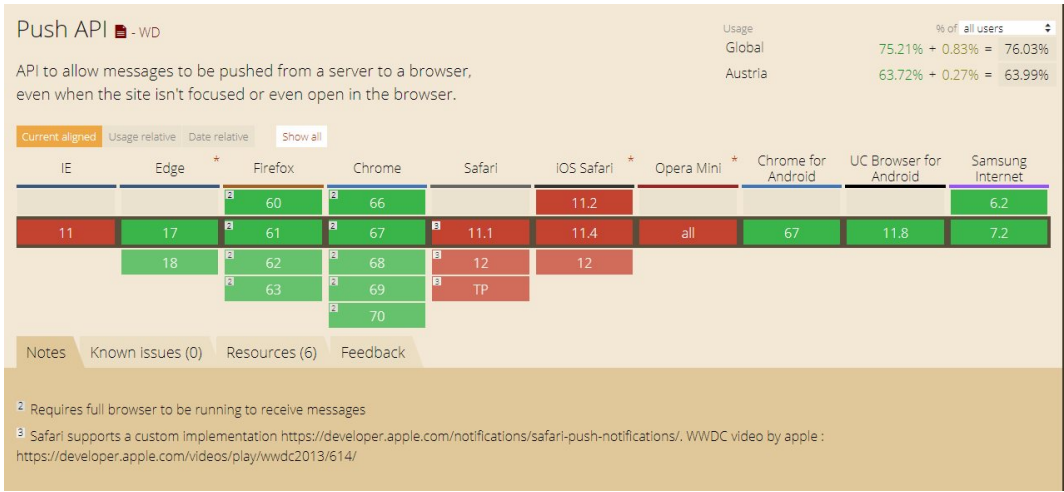 Push API - WD
Usage % of all users
Global 75.21% + 0.83% = 76.03%
Austria 63.72% + 0.27% = 63.99%
API to allow messages to be pushed from a server to a browser,
even when the site isn't focused or even open in the browser.
Current aligned Usage relative Date relative Show all
IE Edge * Firefox Chrome Safari iOS Safari * Opera Mini * Chrome for Android UC Browser for Android Samsung Internet
2 60 2 66 11.2 6.2
11 17 2 61 2 67 3 11.1 11.4 all 67 11.8 7.2
18 2 62 2 68 3 12 12
2 63 2 69 3 TP
2 70
Notes Known issues (0) Resources (6) Feedback
2 Requires full browser to be running to receive messages
3 Safari supports a custom implementation https://developer.apple.com/notifications/safari-push-notifications/. WWDC video by apple :
https://developer.apple.com/videos/play/wwdc2013/614/